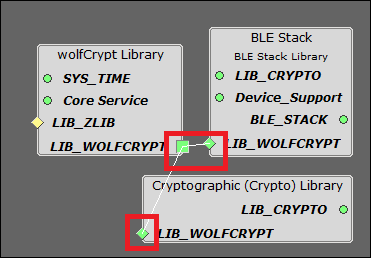 wolfCrypt Library
SYS_TIME
Core Service
LIB_ZLIB
LIB_WOLFCRYPT
BLE Stack
BLE Stack Library
LIB_CRYPTO
Device_Support
BLE_STACK
LIB_WOLFCRYPT
Cryptographic (Crypto) Library
LIB_CRYPTO
LIB_WOLFCRYPT